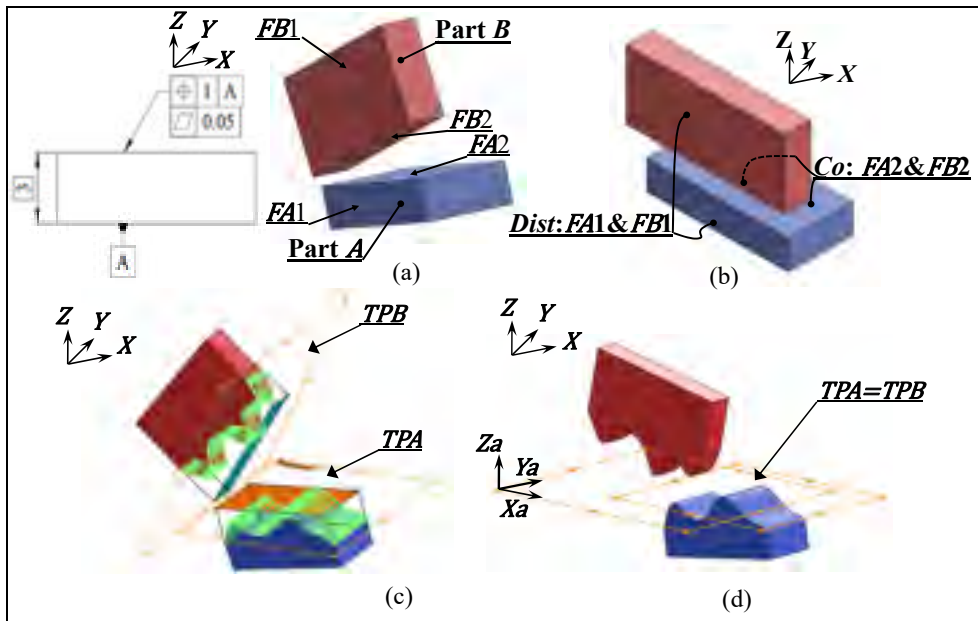 Z
Y
X
⌖ 1 A
⏥ 0.05
3
A
FB1
Part B
FB2
FA2
FA1
Part A
(a)
Z
Y
X
Co: FA2&FB2
Dist:FA1&FB1
(b)
Z
Y
X
TPB
TPA
(c)
Z
Y
X
TPA=TPB
Za
Ya
Xa
(d)